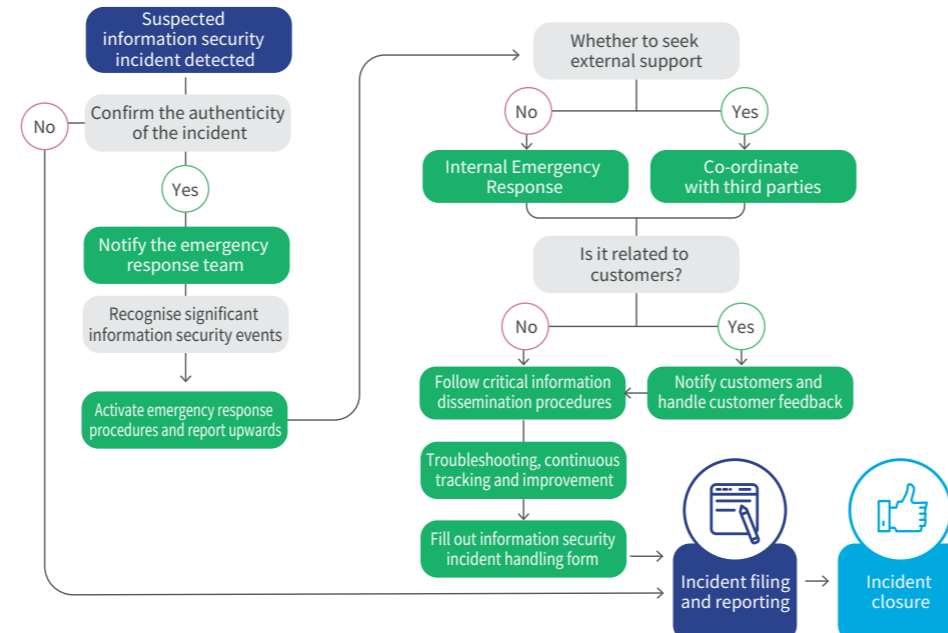 Suspected
information security
incident detected
No
Confirm the authenticity
of the incident
Yes
Notify the emergency
response team
Recognise significant
information security events
Activate emergency response
procedures and report upwards
Whether to seek
external support
No
Yes
Internal Emergency
Response
Co-ordinate
with third parties
Is it related to
customers?
No
Yes
Follow critical information
dissemination procedures
Notify customers and
handle customer feedback
Troubleshooting, continuous
tracking and improvement
Fill out information security
incident handling form
Incident filing
and reporting
Incident
closure